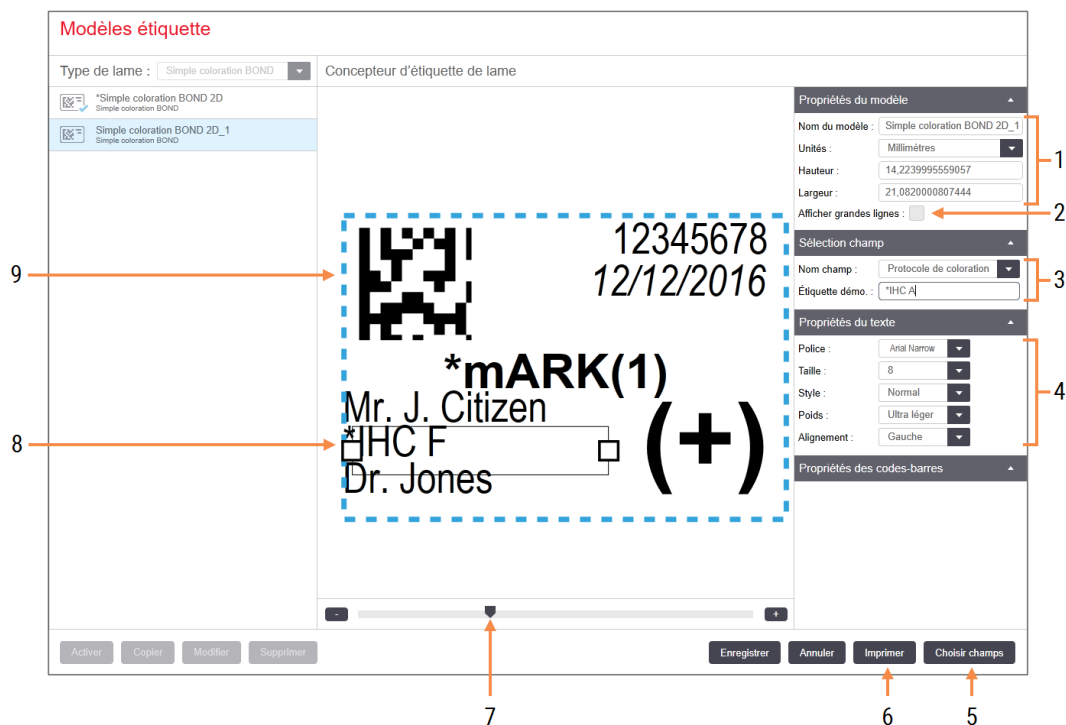 Modèles étiquette
Type de lame : Simple coloration BOND
Concepteur d'étiquette de lame
*Simple coloration BOND 2D
Simple coloration BOND
Simple coloration BOND 2D_1
Simple coloration BOND
12345678
12/12/2016
*mARK(1)
Mr. J. Citizen
*IHC F
Dr. Jones
(+)
Propriétés du modèle
Nom du modèle : Simple coloration BOND 2D_1
Unités : Millimètres
Hauteur : 14,2239995559057
Largeur : 21,0820000807444
Afficher grandes lignes :
Sélection champ
Nom champ : Protocole de coloration
Étiquette démo. : *IHC A
Propriétés du texte
Police : Arial Narrow
Taille : 8
Style : Normal
Poids : Ultra léger
Alignement : Gauche
Propriétés des codes-barres
- +
Activer Copier Modifier Supprimer
Enregistrer Annuler Imprimer Choisir champs
1
2
3
4
5
6
7
8
9